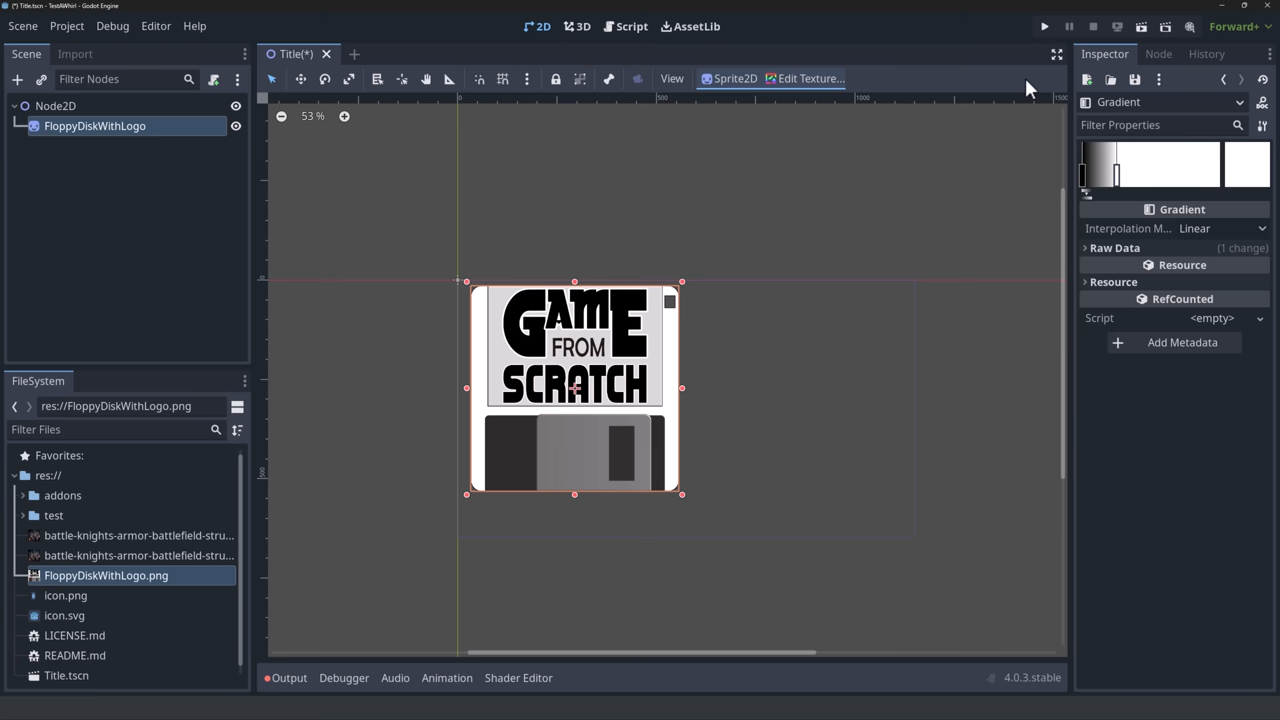 (*) Title.tscn - TestAWhirl - Godot Engine
Scene Project Debug Editor Help
2D 3D Script AssetLib
Forward+
Scene Import
Title(*)
Inspector Node History
Filter Nodes
View Sprite2D Edit Texture...
Gradient
Node2D
FloppyDiskWithLogo
0 500 1000 1500
53 %
Filter Properties
Gradient
Interpolation M... Linear
Raw Data (1 change)
Resource
Resource
RefCounted
Script <empty>
Add Metadata
0
500
GAME
FROM
SCRATCH
FileSystem
res://FloppyDiskWithLogo.png
Filter Files
Favorites:
res://
addons
test
battle-knights-armor-battlefield-stru...
battle-knights-armor-battlefield-stru...
FloppyDiskWithLogo.png
icon.png
icon.svg
LICENSE.md
README.md
Title.tscn
Output Debugger Audio Animation Shader Editor
4.0.3.stable